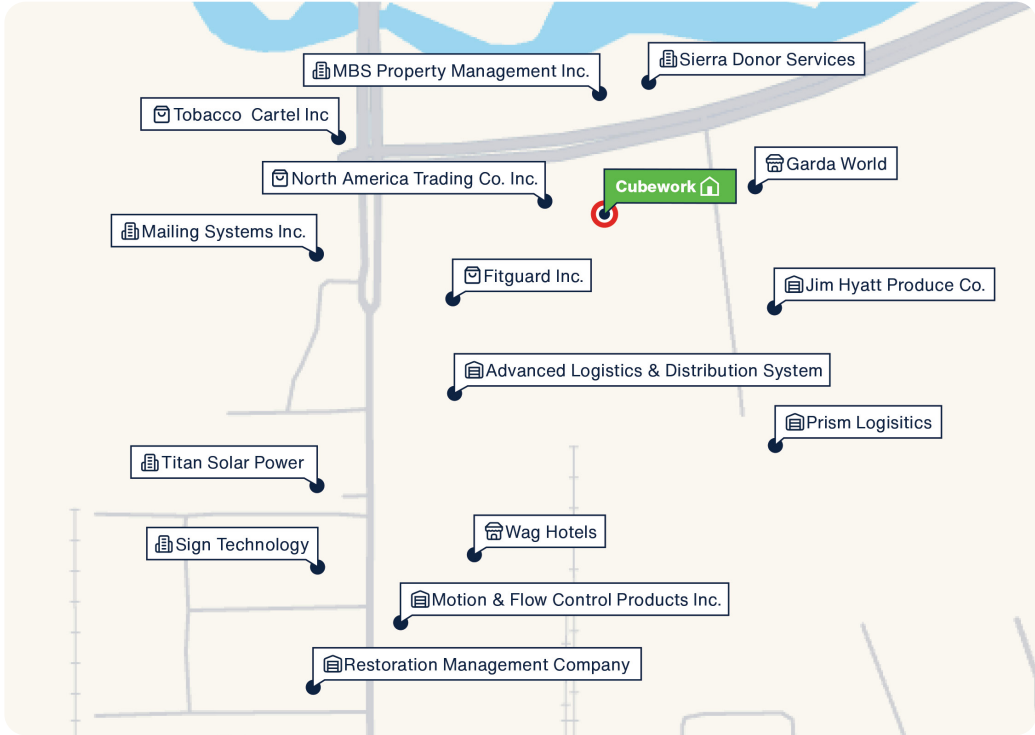 Sierra Donor Services
MBS Property Management Inc.
Tobacco Cartel Inc
Garda World
North America Trading Co. Inc.
Cubework
Mailing Systems Inc.
Fitguard Inc.
Jim Hyatt Produce Co.
Advanced Logistics & Distribution System
Prism Logisitics
Titan Solar Power
Wag Hotels
Sign Technology
Motion & Flow Control Products Inc.
Restoration Management Company